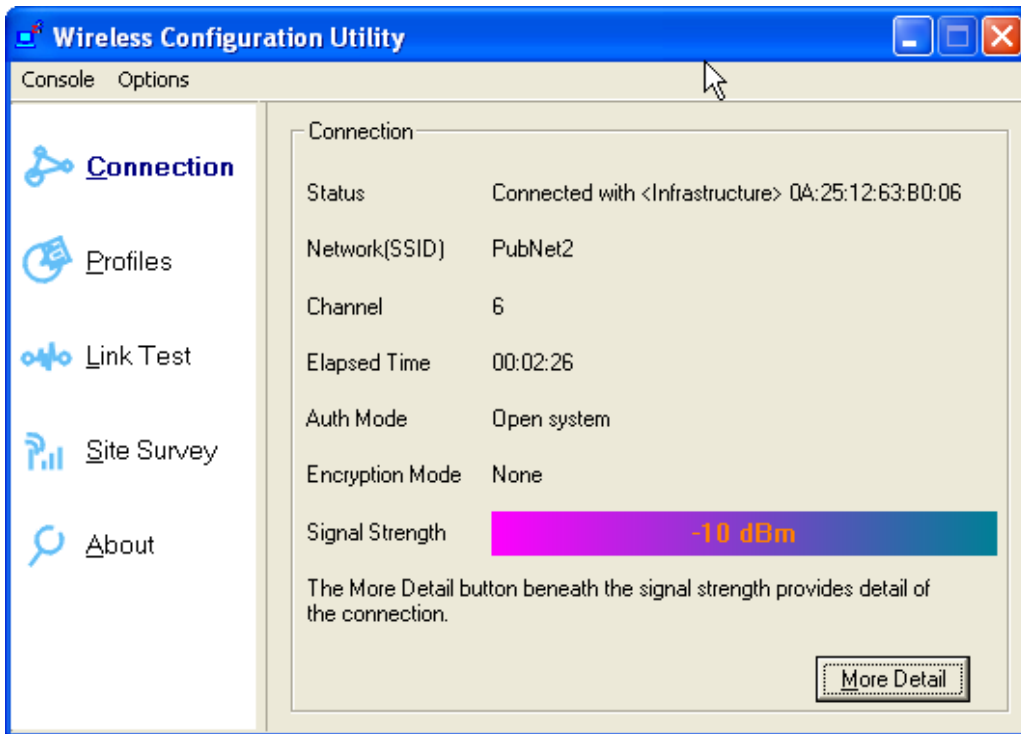 Wireless Configuration Utility
Console Options
Connection
Profiles
Link Test
Site Survey
About
Connection
Status Connected with <Infrastructure> 0A:25:12:63:B0:06
Network(SSID) PubNet2
Channel 6
Elapsed Time 00:02:26
Auth Mode Open system
Encryption Mode None
Signal Strength -10 dBm
The More Detail button beneath the signal strength provides detail of
the connection.
More Detail